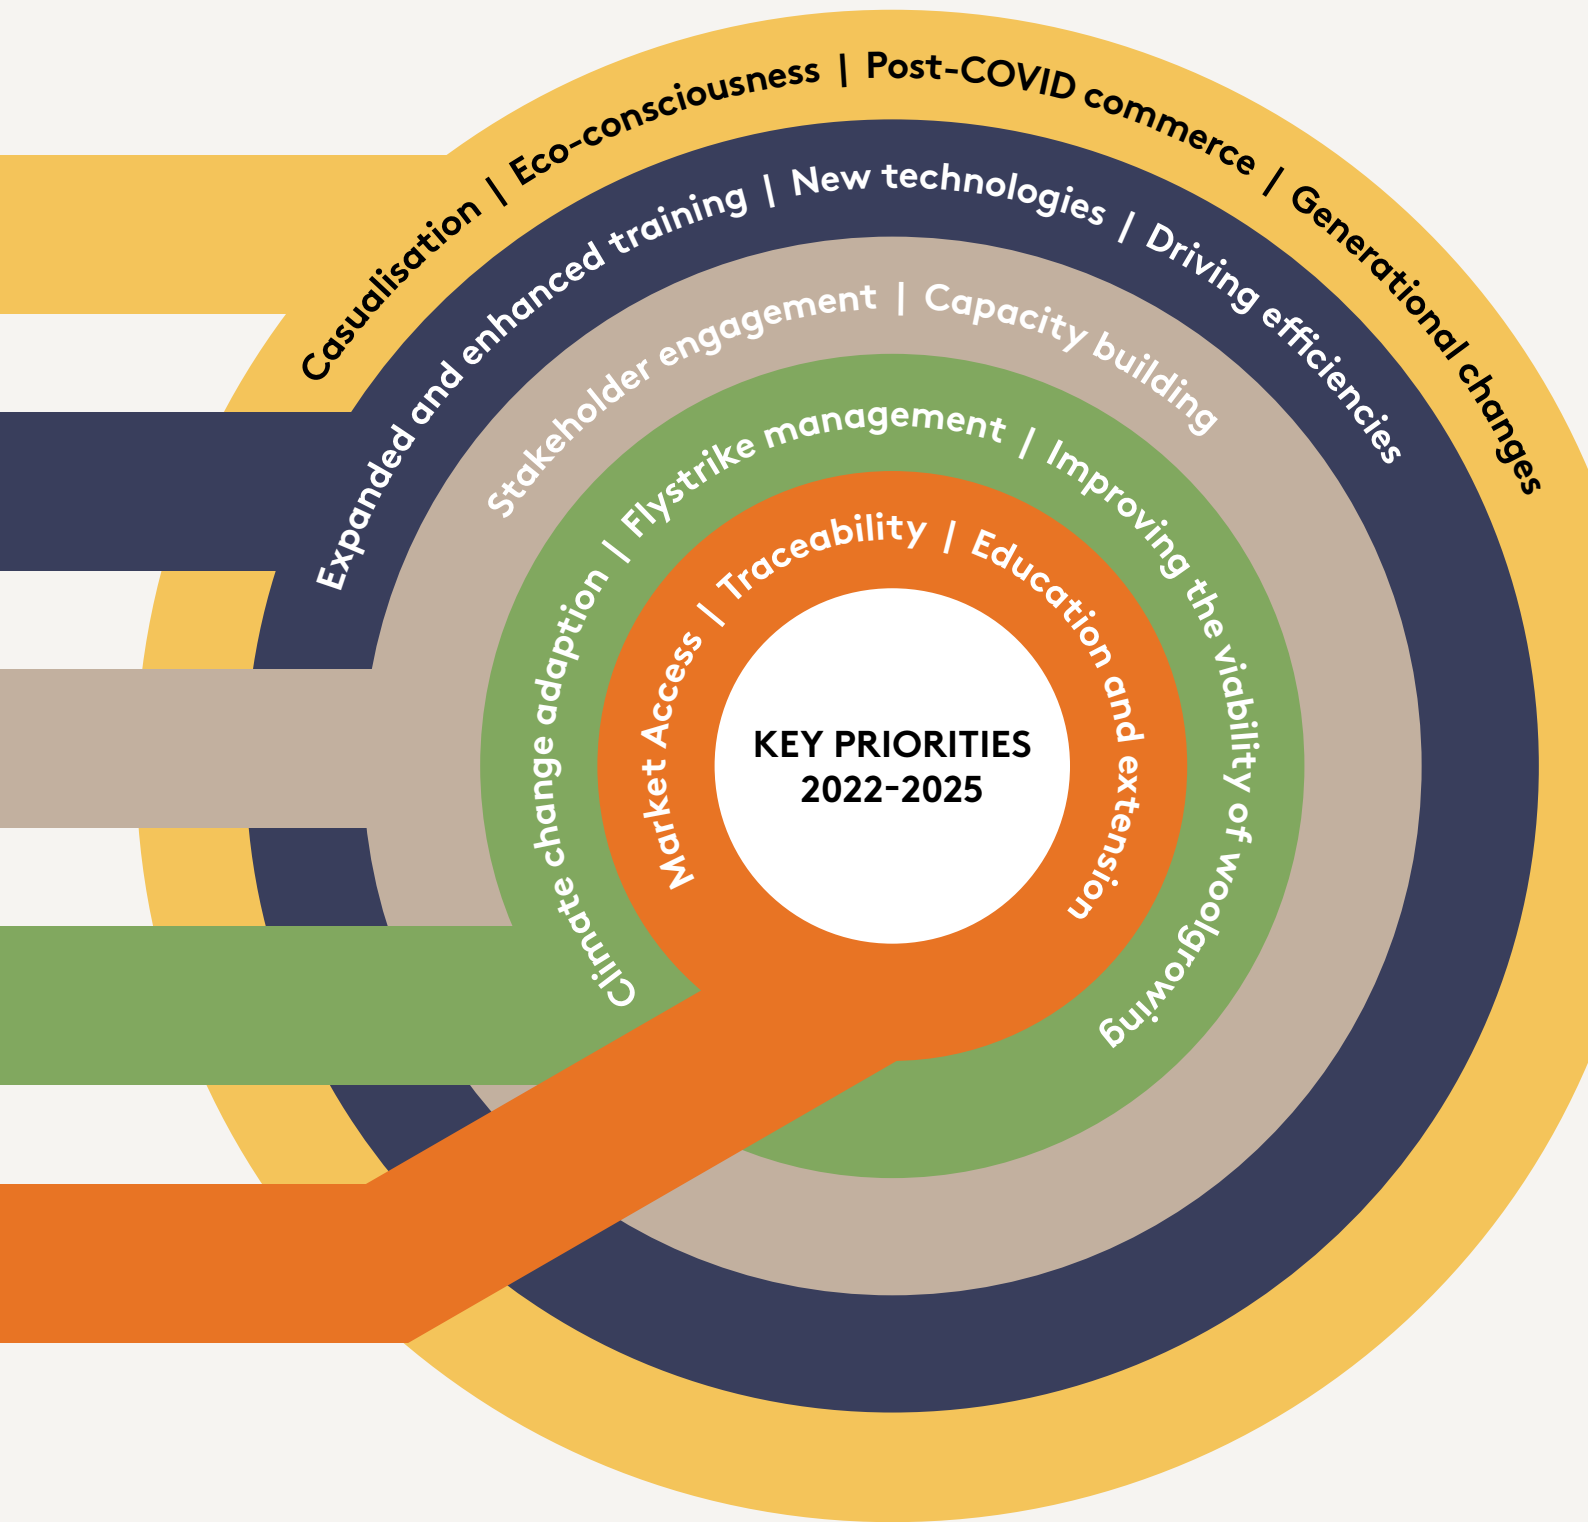 Casualisation | Eco-consciousness | Post-COVID commerce | Generational changes
Expanded and enhanced training | New technologies | Driving efficiencies
Stakeholder engagement | Capacity building
Climate change adaption | Flystrike management | Improving the viability of woolgrowing
Market Access | Traceability | Education and extension
KEY PRIORITIES
2022-2025